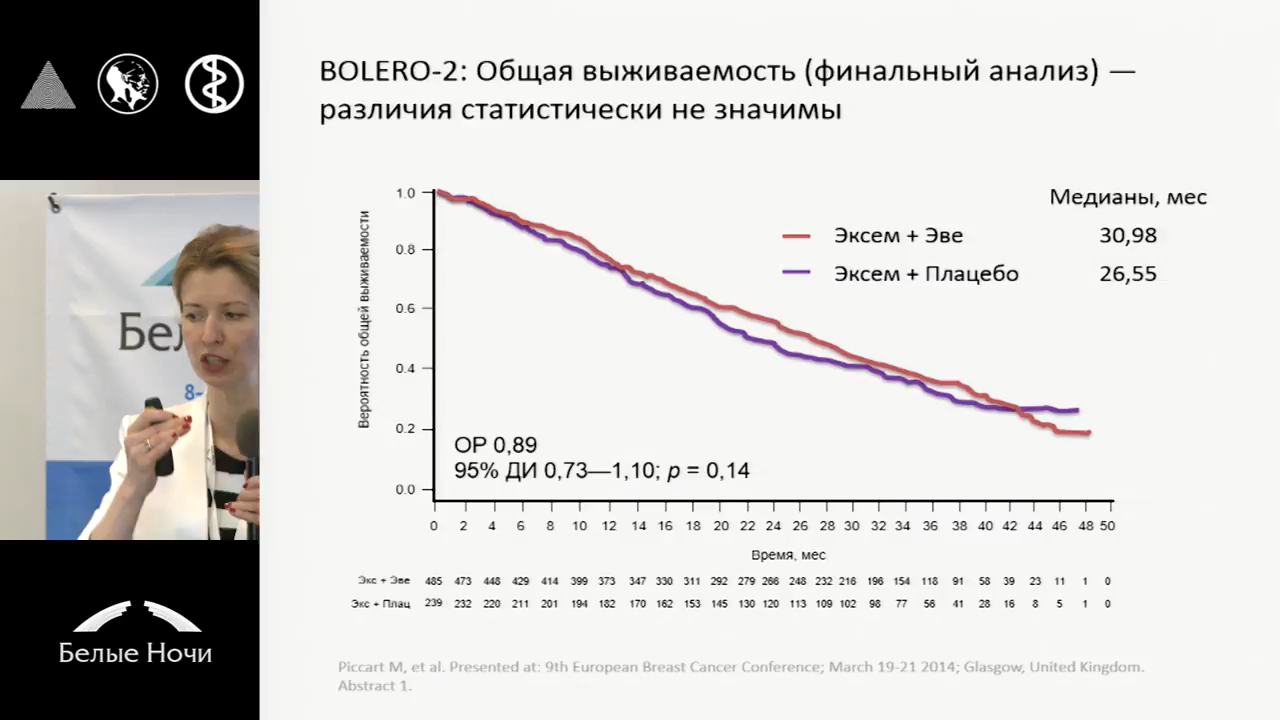 BOLERO-2: Общая выживаемость (финальный анализ) —
различия статистически не значимы
Медианы, мес
Эксем + Эве 30,98
Эксем + Плацебо 26,55
Вероятность общей выживаемости
1.0
0.8
0.6
0.4
0.2
0.0
ОР 0,89
95% ДИ 0,73—1,10; p = 0,14
0 2 4 6 8 10 12 14 16 18 20 22 24 26 28 30 32 34 36 38 40 42 44 46 48 50
Время, мес
Экс + Эве 485 473 448 429 414 399 373 347 330 311 292 279 266 248 232 216 196 154 118 91 58 39 23 11 1 0
Экс + Плац 239 232 220 211 201 194 182 170 162 153 145 130 120 113 109 102 98 77 56 41 28 16 8 5 1 0
Piccart M, et al. Presented at: 9th European Breast Cancer Conference; March 19-21 2014; Glasgow, United Kingdom.
Abstract 1.
Бел
8-
Белые Ночи